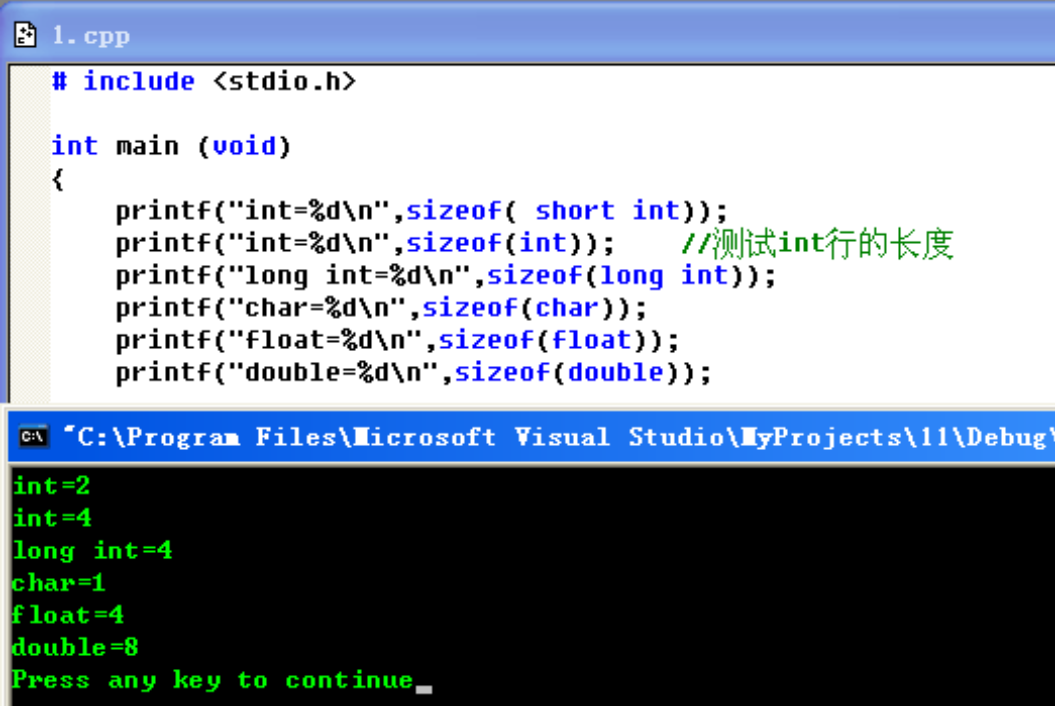 1.cpp
# include <stdio.h>
int main (void)
{
printf("int=%d\n",sizeof( short int));
printf("int=%d\n",sizeof(int)); //测试int行的长度
printf("long int=%d\n",sizeof(long int));
printf("char=%d\n",sizeof(char));
printf("float=%d\n",sizeof(float));
printf("double=%d\n",sizeof(double));
C:\ "C:\Program Files\Microsoft Visual Studio\MyProjects\11\Debug\
int=2
int=4
long int=4
char=1
float=4
double=8
Press any key to continue_